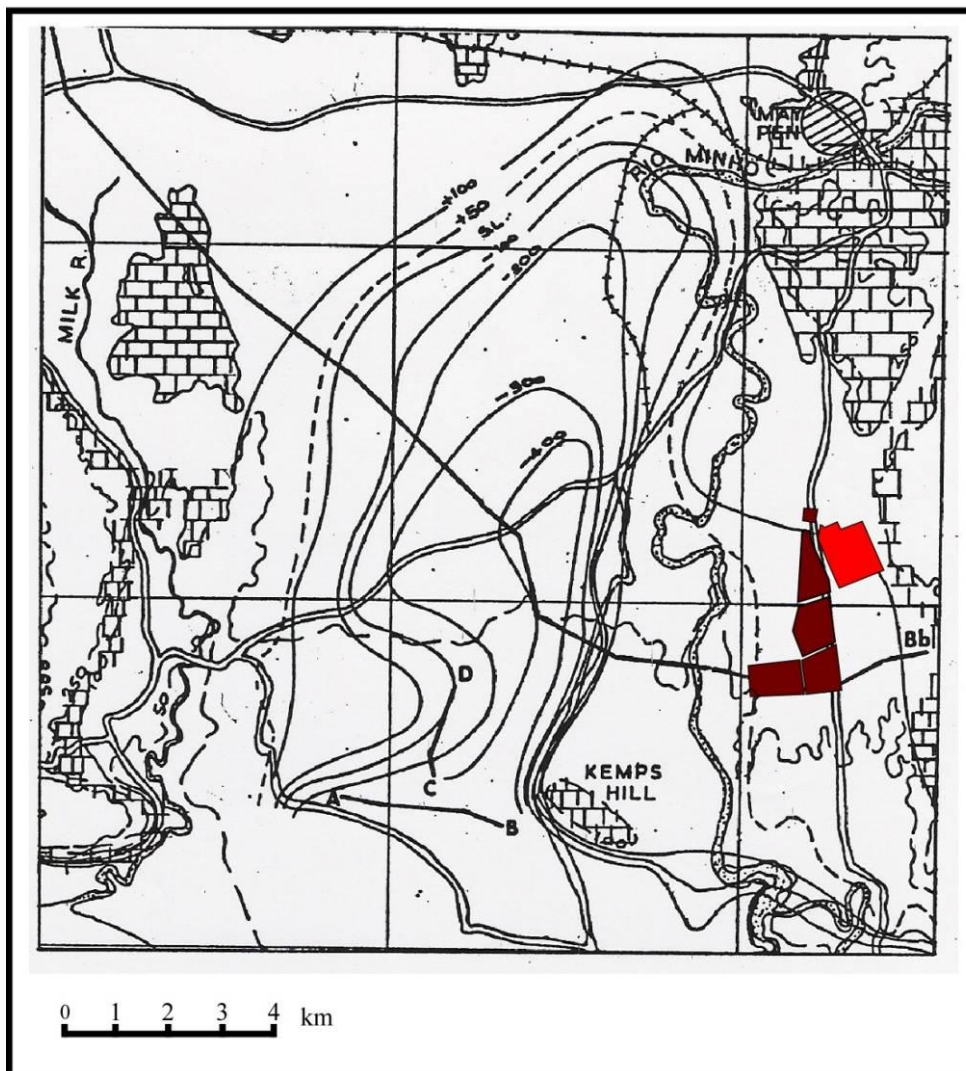 MAY
PEN
RIO MINHO
+100
+50
S.L.
-100
-200
MILK R.
-300
-400
Bb
D
KEMPS
HILL
C
A
B
0 1 2 3 4 km